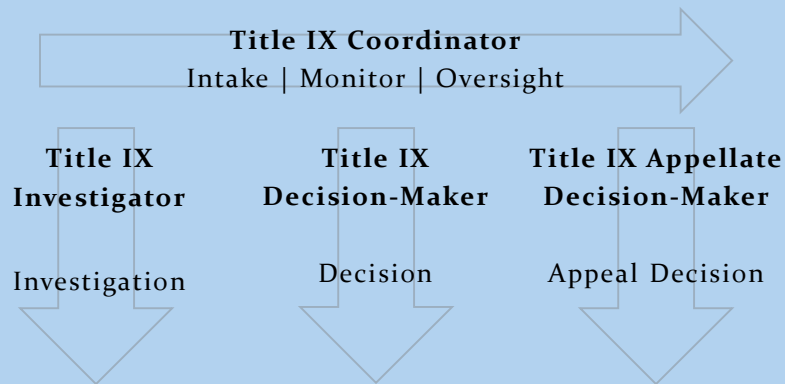 Title IX Coordinator
Intake | Monitor | Oversight
Title IX
Investigator
Investigation
Title IX
Decision-Maker
Decision
Title IX Appellate
Decision-Maker
Appeal Decision